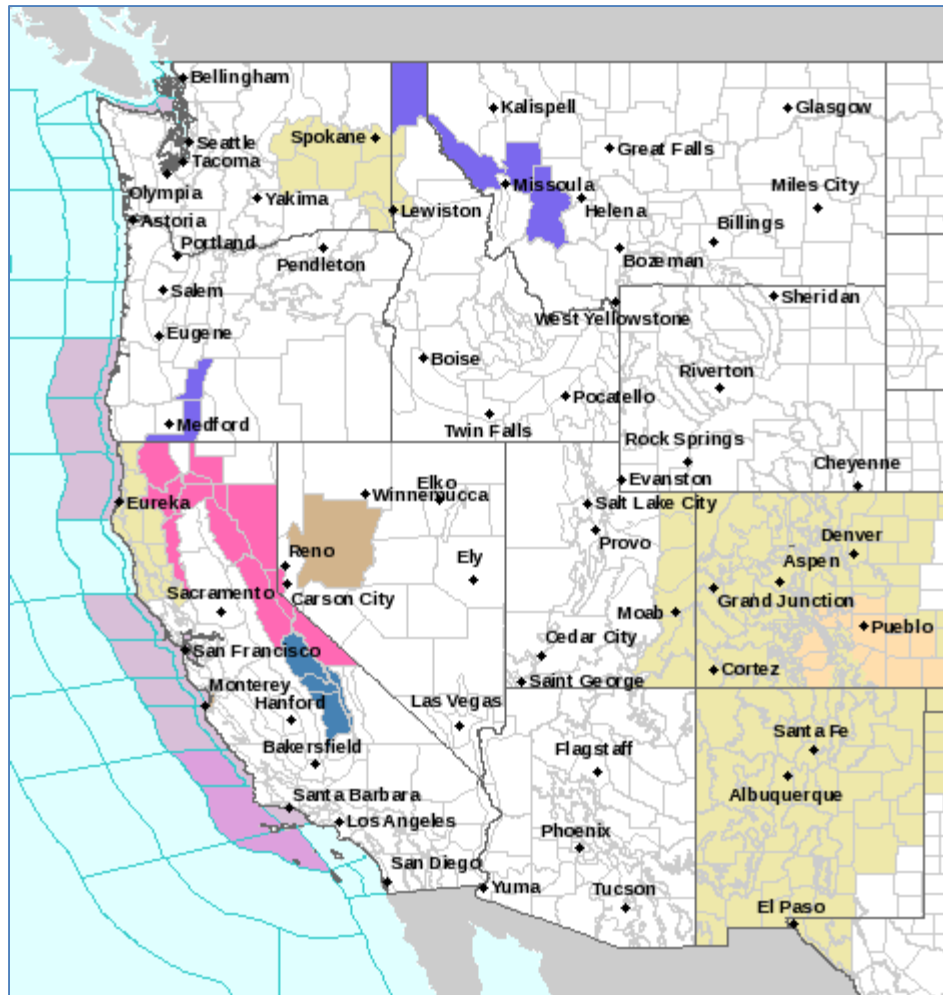 Bellingham
Kalispell
Glasgow
Spokane
Seattle
Great Falls
Tacoma
Missoula
Miles City
Olympia
Yakima
Lewiston
Helena
Astoria
Billings
Portland
Pendleton
Bozeman
Salem
Sheridan
West Yellowstone
Eugene
Boise
Riverton
Pocatello
Medford
Twin Falls
Rock Springs
Cheyenne
Elko
Evanston
Winnemucca
Eureka
Salt Lake City
Denver
Provo
Reno
Ely
Aspen
Sacramento
Carson City
Grand Junction
Moab
Pueblo
Cedar City
San Francisco
Cortez
Saint George
Monterey
Hanford
Las Vegas
Santa Fe
Bakersfield
Flagstaff
Albuquerque
Santa Barbara
Los Angeles
Phoenix
San Diego
Yuma
Tucson
El Paso